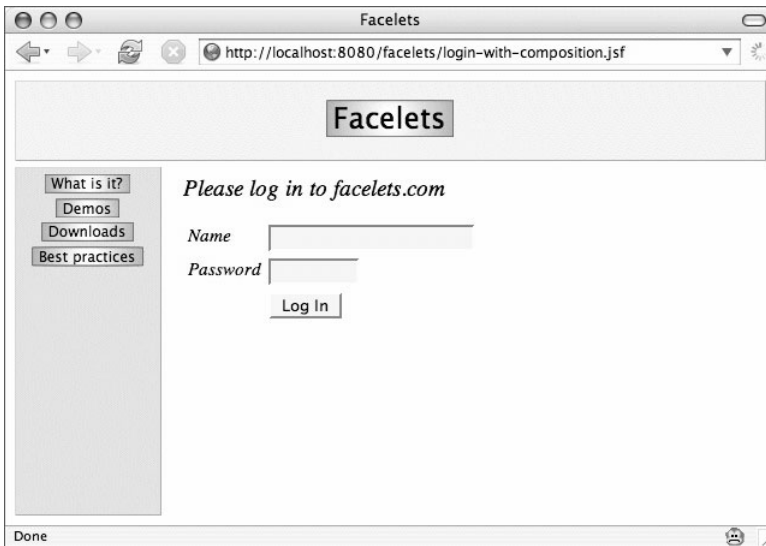 Facelets
http://localhost:8080/facelets/login-with-composition.jsf
Facelets
What is it?
Demos
Downloads
Best practices
Please log in to facelets.com
Name
Password
Log In
Done